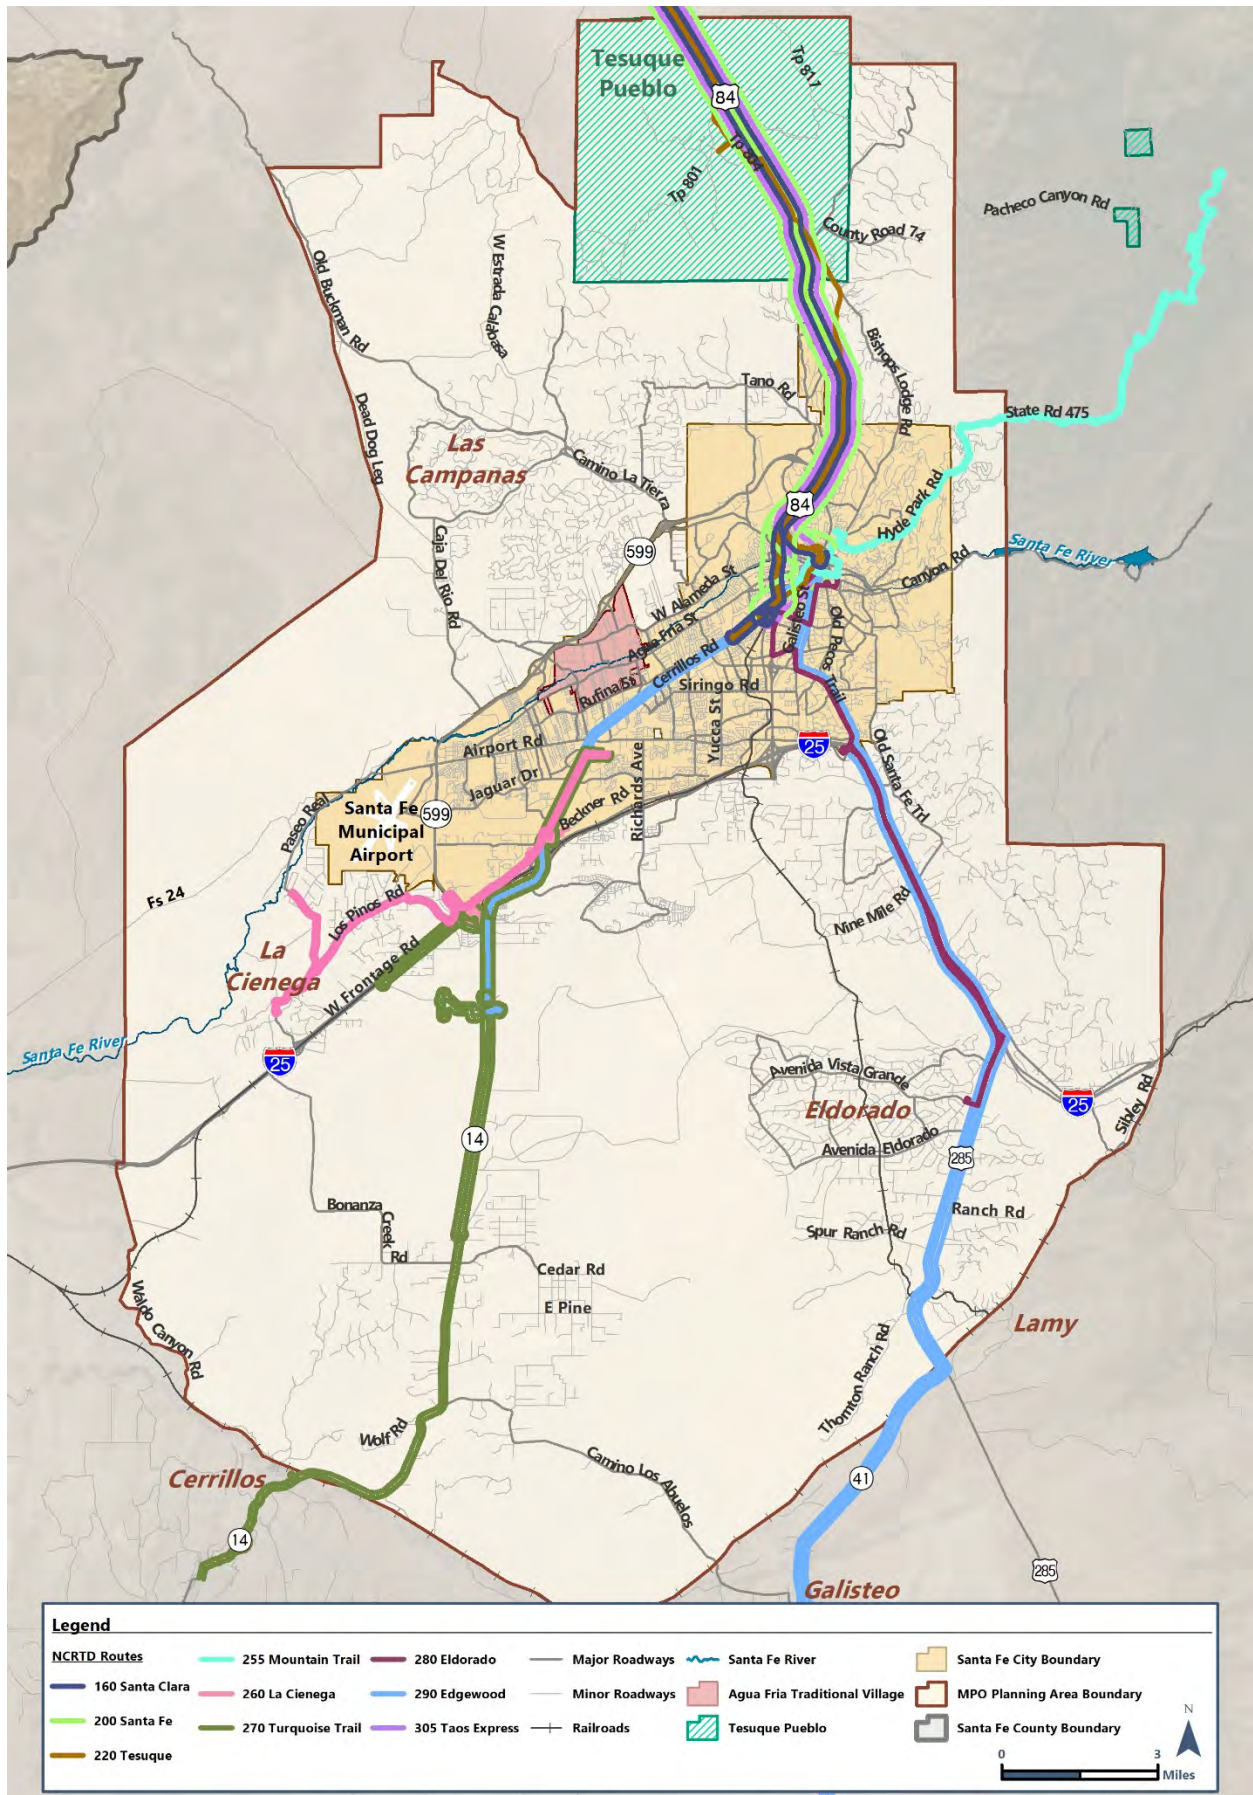 Tesuque
Pueblo
Tp 817
84
Tp 804
Tp 801
Pacheco Canyon Rd
County Road 74
W Estrada Calabasa
Old Buckman Rd
Bishops Lodge Rd
Tano Rd
State Rd 475
Dead Dog Leg
Las
Campanas
Camino La Tierra
84
Hyde Park Rd
599
Santa Fe River
Caja Del Rio Rd
Canyon Rd
W Alameda St
Galisteo St
Agua Fria St
Old Pecos Trail
Cerrillos Rd
Rufina St
Siringo Rd
Yucca St
Airport Rd
25
Old Santa Fe Trl
Jaguar Dr
Richards Ave
Beckner Rd
Paseo Real
Santa Fe
Municipal
Airport
599
Fs 24
Los Pinos Rd
Nine Mile Rd
La
Cienega
W Frontage Rd
Santa Fe River
25
Avenida Vista Grande
Eldorado
25
Sibley Rd
14
Avenida Eldorado
285
Bonanza
Creek
Rd
Ranch Rd
Spur Ranch Rd
Cedar Rd
E Pine
Waldo Canyon Rd
Lamy
Thornton Ranch Rd
Wolf Rd
Camino Los Abuelos
Cerrillos
41
14
285
Galisteo
Legend
NCRTD Routes
160 Santa Clara
200 Santa Fe
220 Tesuque
255 Mountain Trail
260 La Cienega
270 Turquoise Trail
280 Eldorado
290 Edgewood
305 Taos Express
Major Roadways
Minor Roadways
Railroads
Santa Fe River
Agua Fria Traditional Village
Tesuque Pueblo
Santa Fe City Boundary
MPO Planning Area Boundary
Santa Fe County Boundary
N
0 3
Miles